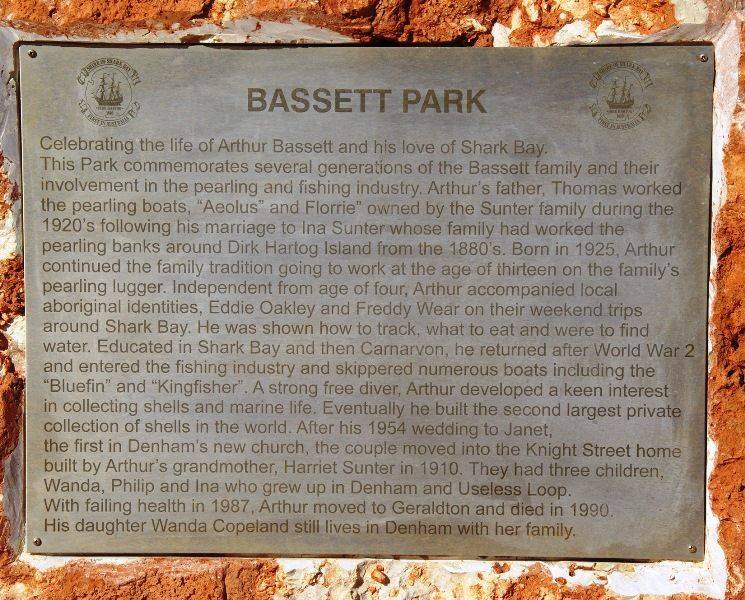 BASSETT PARK
Celebrating the life of Arthur Bassett and his love of Shark Bay.
This Park commemorates several generations of the Bassett family and their
involvement in the pearling and fishing industry. Arthur's father, Thomas worked
the pearling boats, “Aeolus” and Florrie” owned by the Sunter family during the
1920's following his marriage to Ina Sunter whose family had worked the
pearling banks around Dirk Hartog Island from the 1880's. Born in 1925, Arthur
continued the family tradition going to work at the age of thirteen on the family's
pearling lugger. Independent from age of four, Arthur accompanied local
aboriginal identities, Eddie Oakley and Freddy Wear on their weekend trips
around Shark Bay. He was shown how to track, what to eat and were to find
water. Educated in Shark Bay and then Carnarvon, he returned after World War 2
and entered the fishing industry and skippered numerous boats including the
“Bluefin” and “Kingfisher”. A strong free diver, Arthur developed a keen interest
in collecting shells and marine life. Eventually he built the second largest private
collection of shells in the world. After his 1954 wedding to Janet,
the first in Denham's new church, the couple moved into the Knight Street home
built by Arthur's grandmother, Harriet Sunter in 1910. They had three children,
Wanda, Philip and Ina who grew up in Denham and Useless Loop.
With failing health in 1987, Arthur moved to Geraldton and died in 1990.
His daughter Wanda Copeland still lives in Denham with her family.